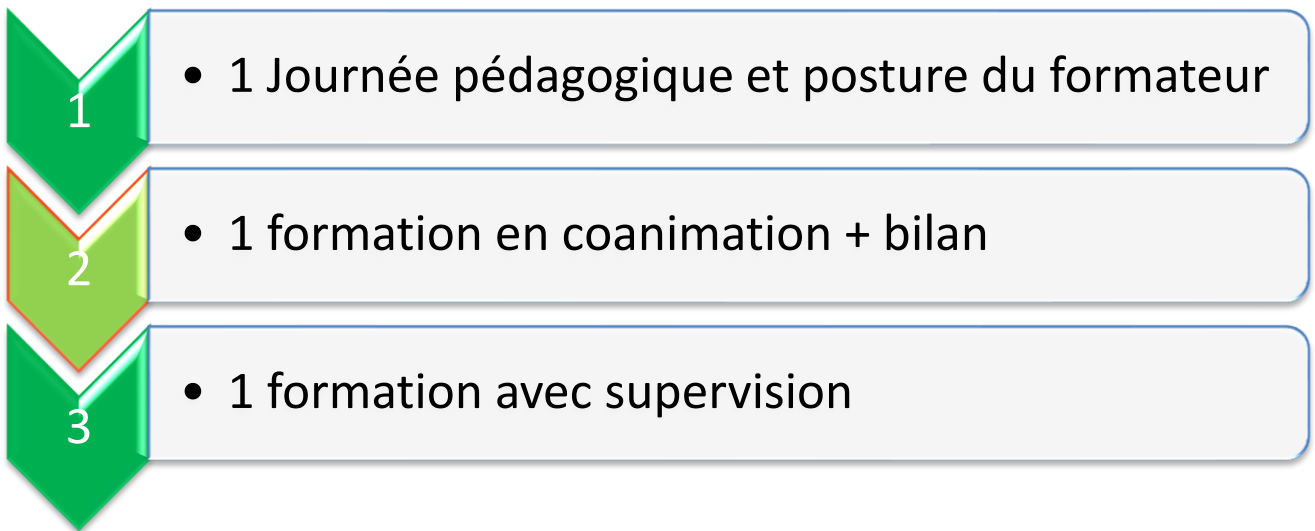 1
• 1 Journée pédagogique et posture du formateur
2
• 1 formation en coanimation + bilan
3
• 1 formation avec supervision